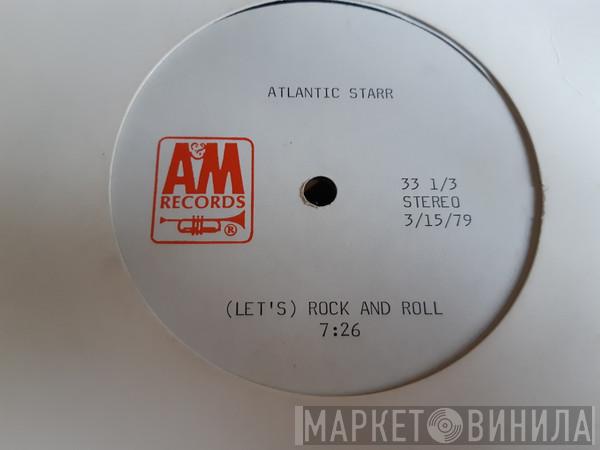 ATLANTIC STARR
A&M
RECORDS
®
33 1/3
STEREO
3/15/79
(LET'S) ROCK AND ROLL
7:26
МАРКЕТ ВИНИЛА